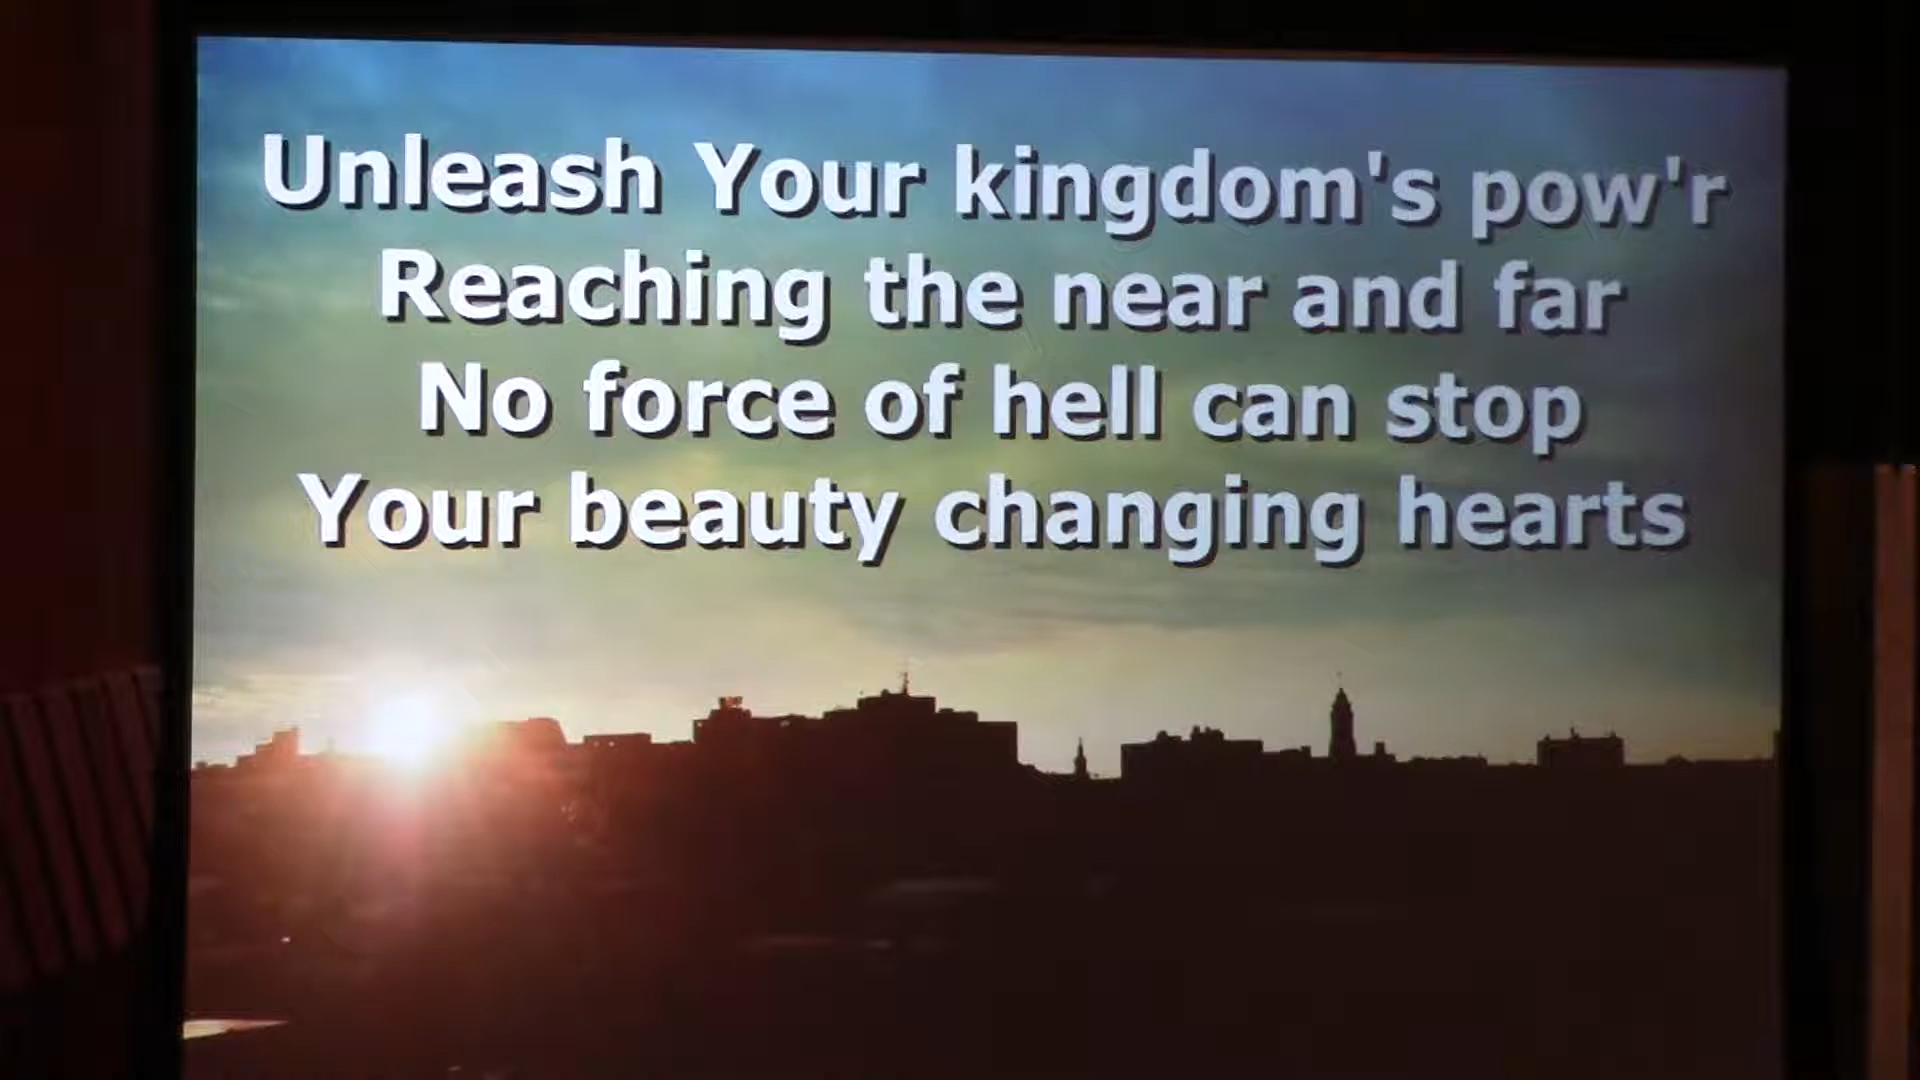 Unleash Your kingdom's pow'r
Reaching the near and far
No force of hell can stop
Your beauty changing hearts